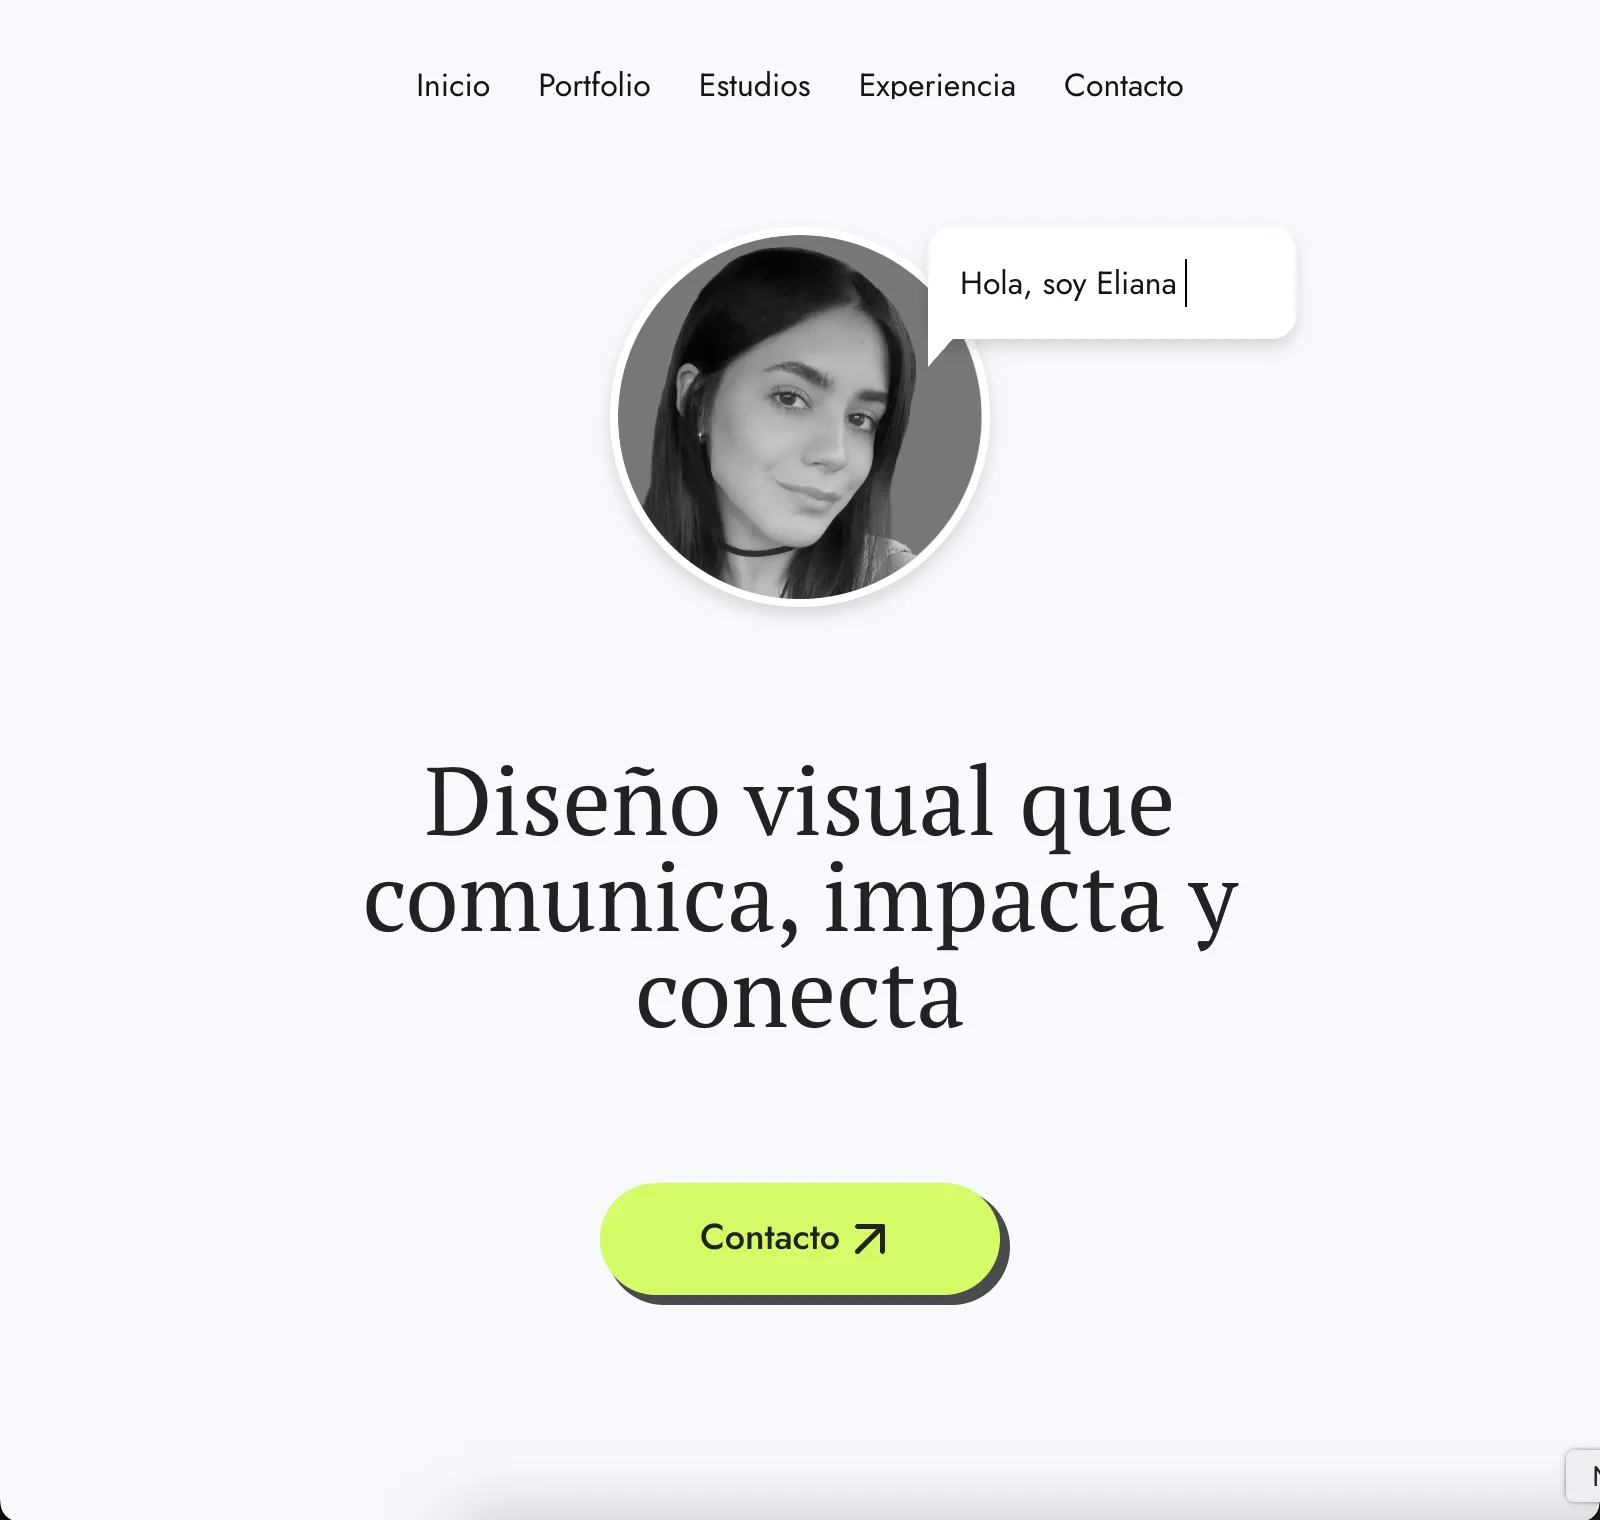 Inicio Portfolio Estudios Experiencia Contacto
Hola, soy Eliana
Diseño visual que
comunica, impacta y
conecta
Contacto